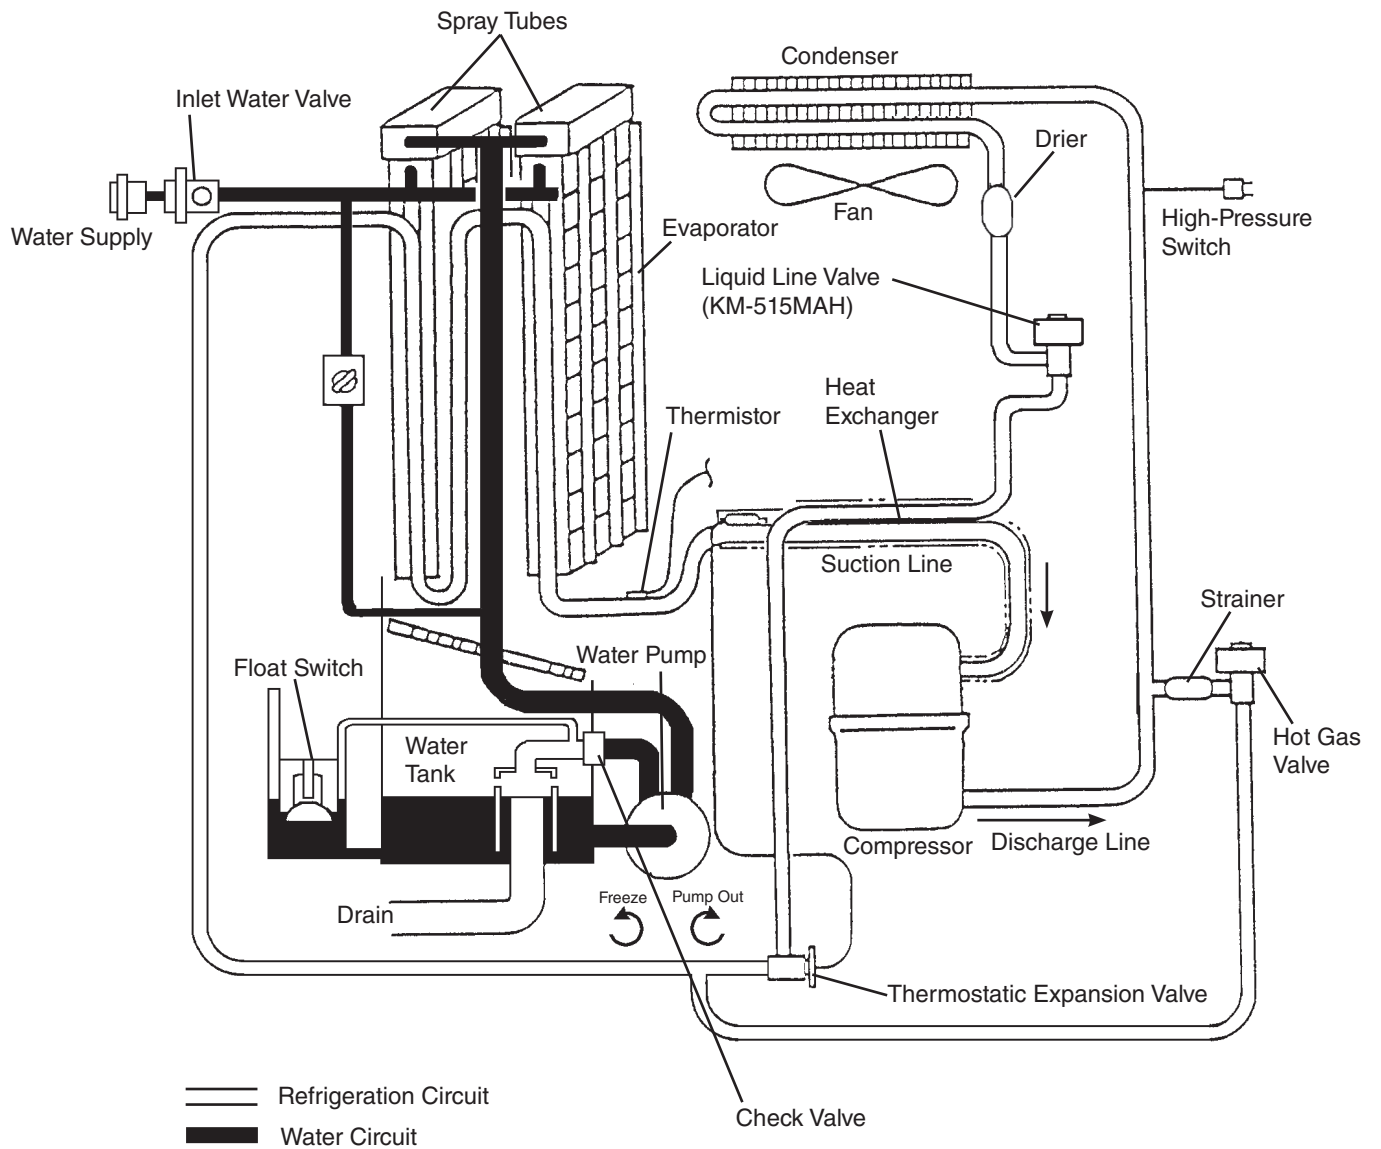 Spray Tubes
Condenser
Inlet Water Valve
Drier
Fan
High-Pressure
Switch
Water Supply
Evaporator
Liquid Line Valve
(KM-515MAH)
Heat
Exchanger
Thermistor
Suction Line
Strainer
Float Switch
Water Pump
Water
Tank
Hot Gas
Valve
Compressor
Discharge Line
Freeze
Pump Out
Drain
Thermostatic Expansion Valve
Refrigeration Circuit
Check Valve
Water Circuit